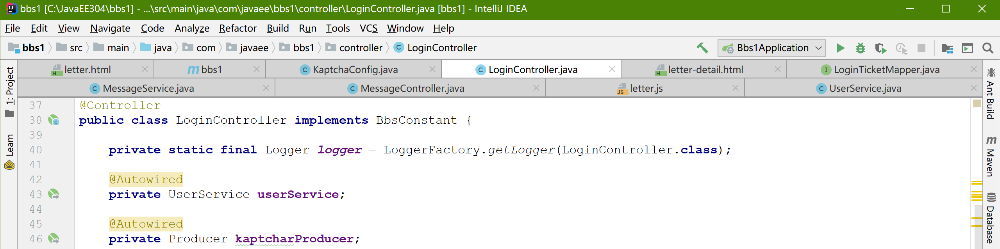 bbs1 [C:\JavaEE304\bbs1] - ...\src\main\java\com\javaee\bbs1\controller\LoginController.java [bbs1] - IntelliJ IDEA
File Edit View Navigate Code Analyze Refactor Build Run Tools VCS Window Help
bbs1 src main java com javaee bbs1 controller LoginController Bbs1Application
letter.html bbs1 KaptchaConfig.java LoginController.java letter-detail.html LoginTicketMapper.java
MessageService.java MessageController.java letter.js UserService.java
1: Project
Learn
37 @Controller
38 public class LoginController implements BbsConstant {
39
40 private static final Logger logger = LoggerFactory.getLogger(LoginController.class);
41
42 @Autowired
43 private UserService userService;
44
45 @Autowired
46 private Producer kaptcharProducer;
Ant Build
Maven
Database